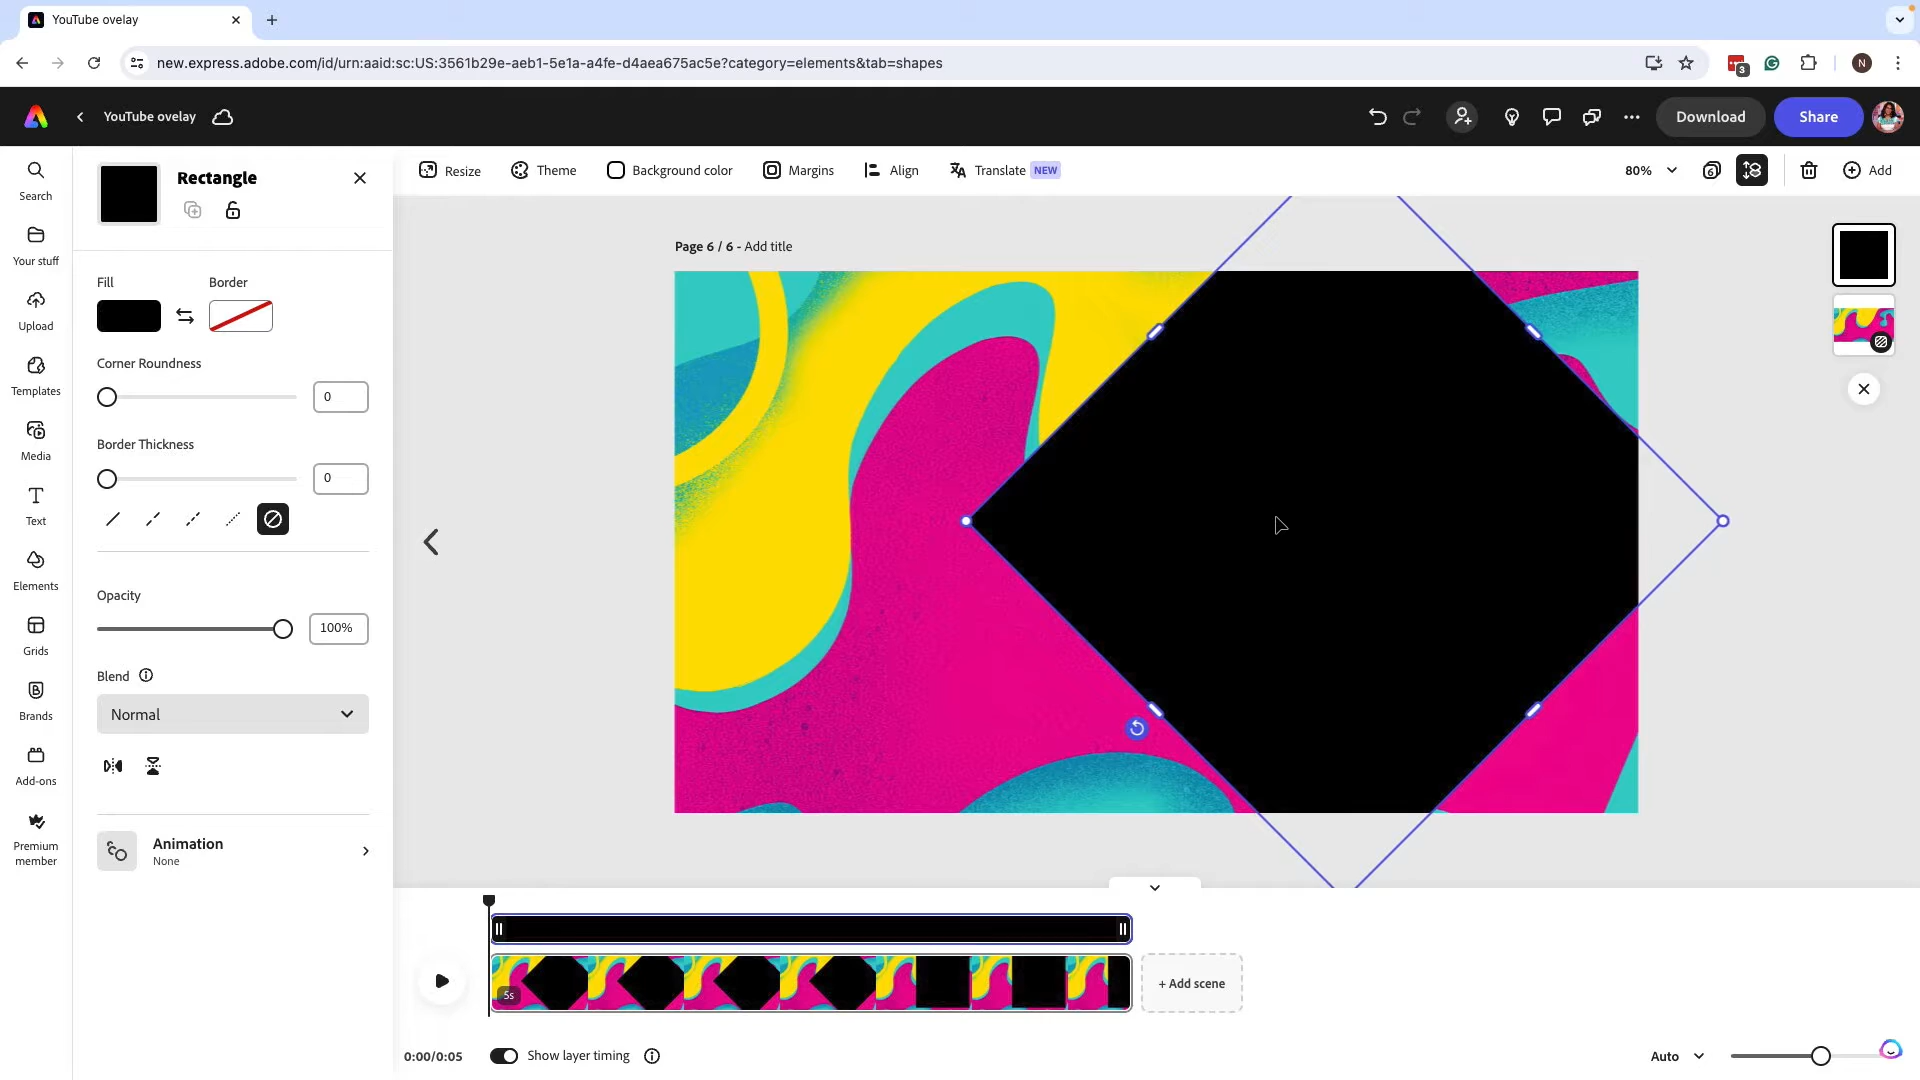 YouTube ovelay
new.express.adobe.com/id/urn:aaid:sc:US:3561b29e-aeb1-5e1a-a4fe-d4aea675ac5e?category=elements&tab=shapes
3
N
YouTube ovelay
Download
Share
Search
Your stuff
Upload
Templates
Media
Text
Elements
Grids
Brands
Add-ons
Premium
member
Rectangle
Fill
Border
Corner Roundness
0
Border Thickness
0
Opacity
100%
Blend
Normal
Animation
None
Resize
Theme
Background color
Margins
Align
Translate NEW
80%
6
Add
Page 6 / 6 - Add title
5s
+ Add scene
0:00/0:05
Show layer timing
Auto